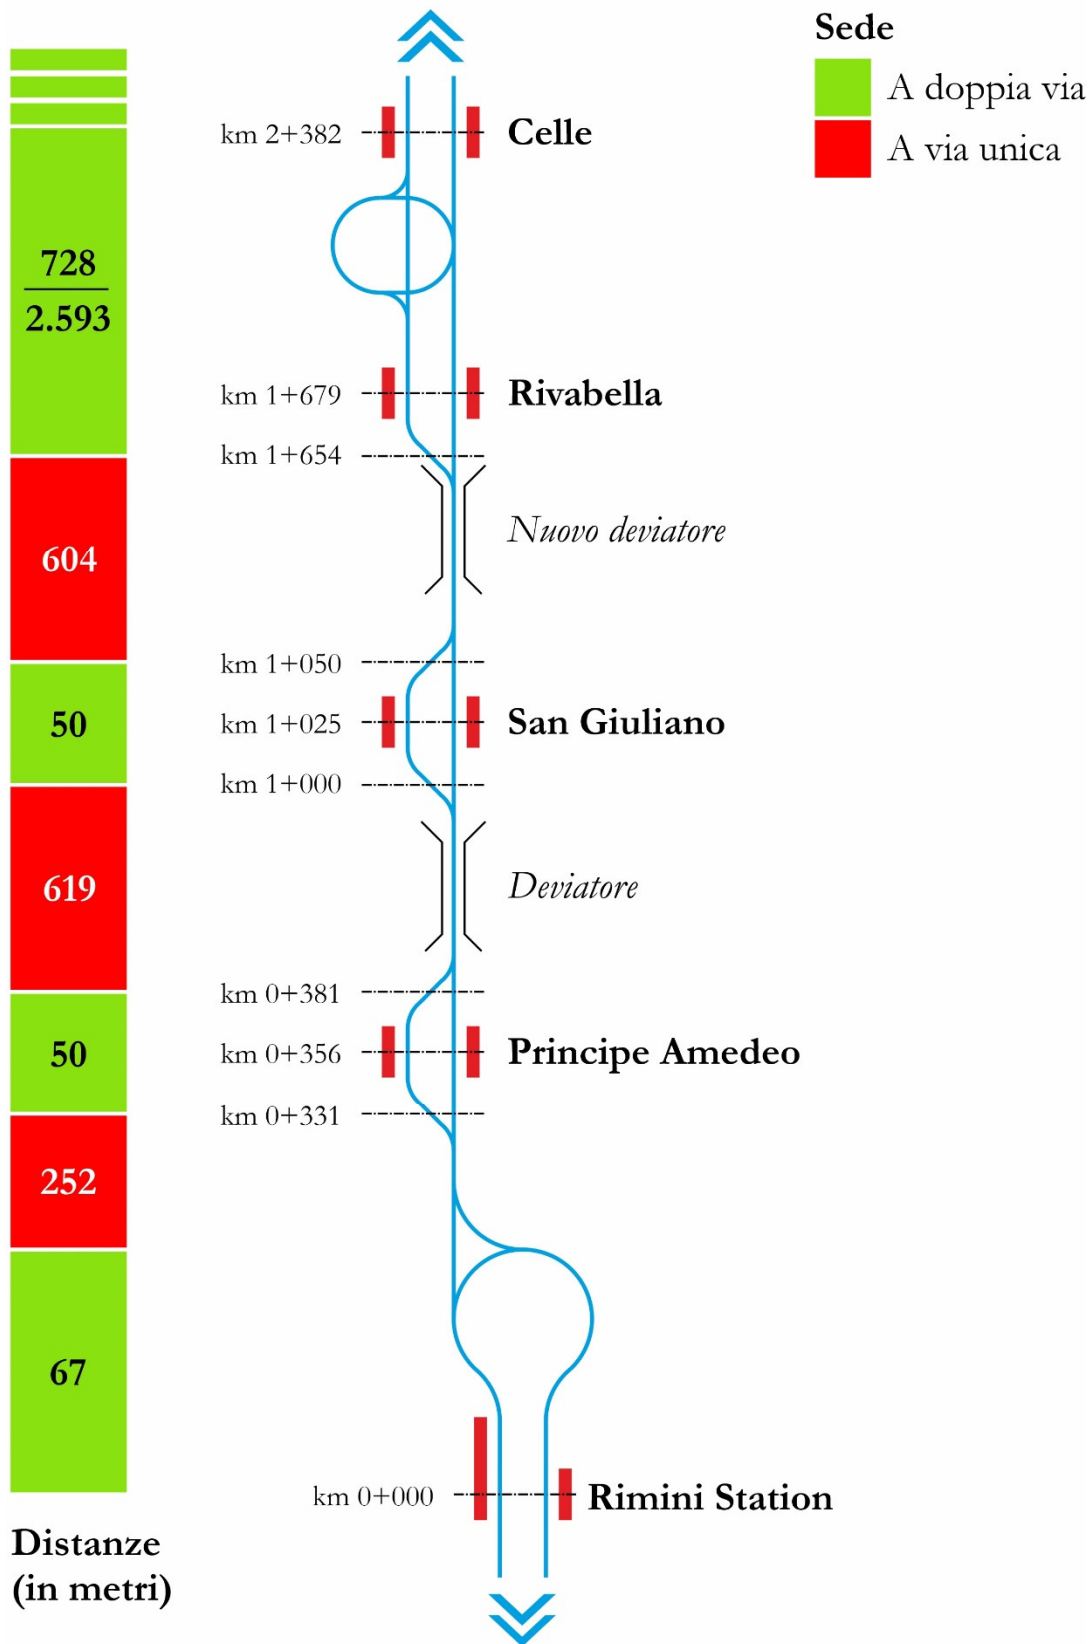 Sede
A doppia via
A via unica
km 2+382
Celle
728
2.593
km 1+679
Rivabella
km 1+654
604
Nuovo deviatore
km 1+050
50
km 1+025
San Giuliano
km 1+000
619
Deviatore
km 0+381
50
km 0+356
Principe Amedeo
km 0+331
252
67
km 0+000
Rimini Station
Distanze
(in metri)